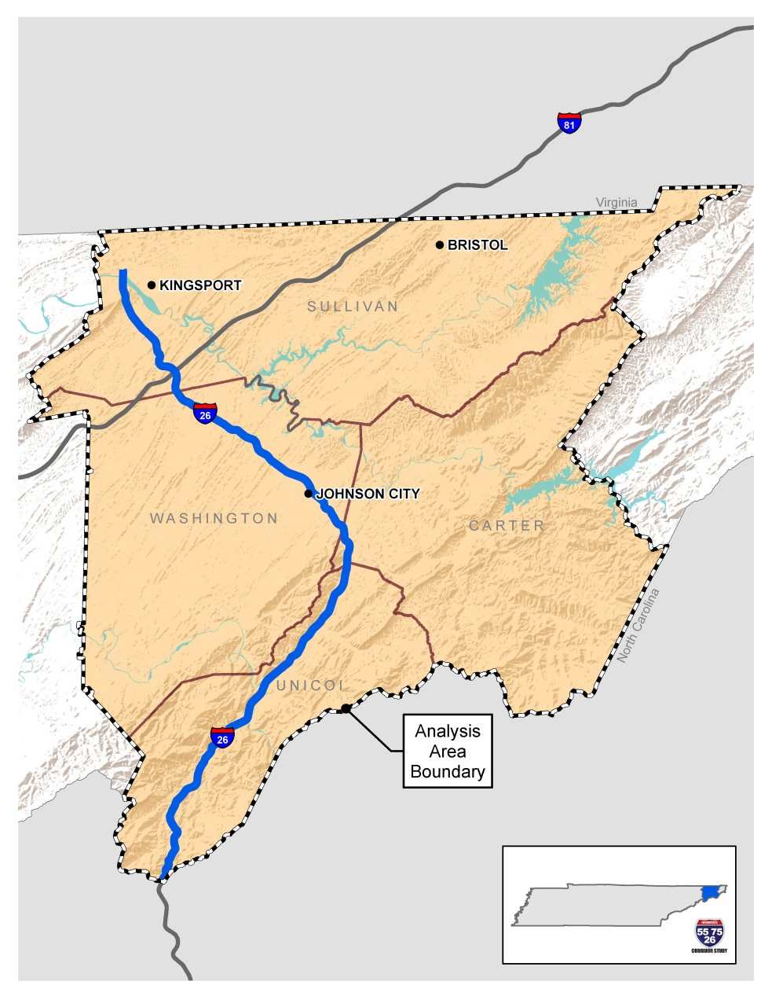 81
Virginia
BRISTOL
KINGSPORT
SULLIVAN
26
JOHNSON CITY
WASHINGTON
CARTER
North Carolina
UNICOI
Analysis
Area
Boundary
26
INTERSTATE
55 75
26
CORRIDOR STUDY